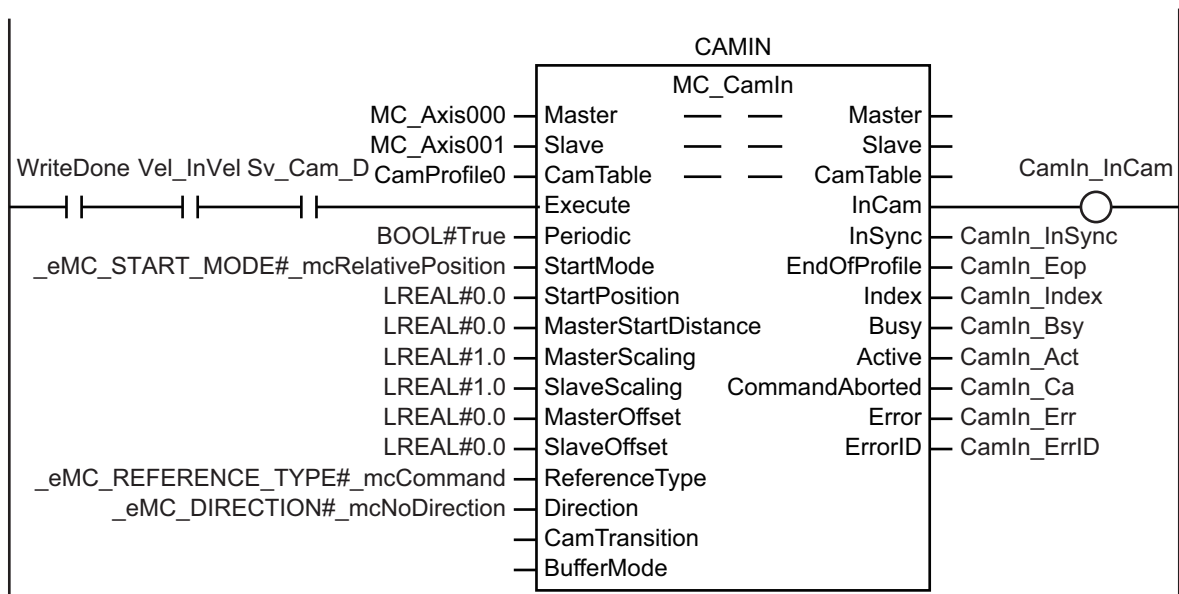 CAMIN
MC_CamIn
MC_Axis000 Master Master
MC_Axis001 Slave Slave
WriteDone Vel_InVel Sv_Cam_D CamProfile0 CamTable CamTable CamIn_InCam
Execute InCam
BOOL#True Periodic InSync CamIn_InSync
_eMC_START_MODE#_mcRelativePosition StartMode EndOfProfile CamIn_Eop
LREAL#0.0 StartPosition Index CamIn_Index
LREAL#0.0 MasterStartDistance Busy CamIn_Bsy
LREAL#1.0 MasterScaling Active CamIn_Act
LREAL#1.0 SlaveScaling CommandAborted CamIn_Ca
LREAL#0.0 MasterOffset Error CamIn_Err
LREAL#0.0 SlaveOffset ErrorID CamIn_ErrID
_eMC_REFERENCE_TYPE#_mcCommand ReferenceType
_eMC_DIRECTION#_mcNoDirection Direction
CamTransition
BufferMode